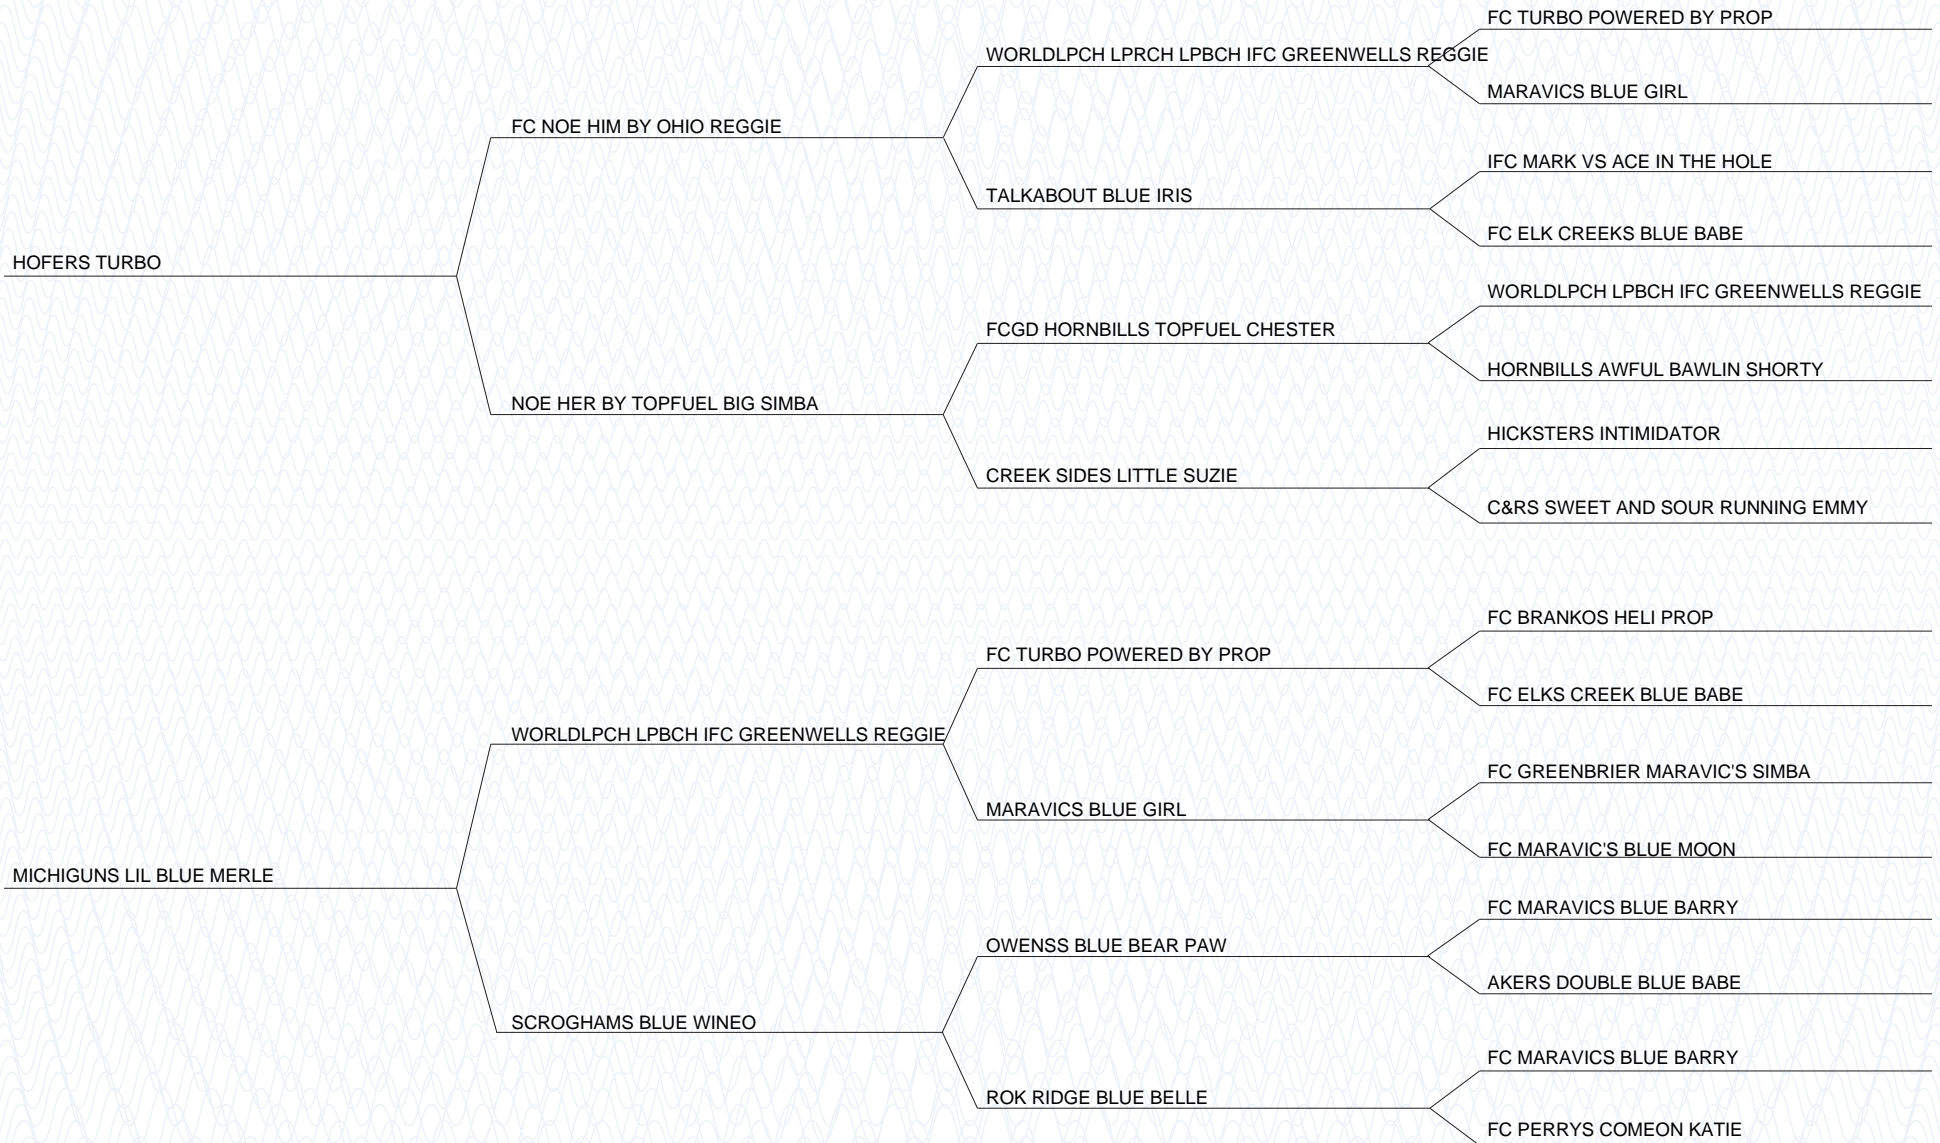 FC TURBO POWERED BY PROP
WORLDLPCH LPRCH LPBCH IFC GREENWELLS REGGIE
MARAVICS BLUE GIRL
FC NOE HIM BY OHIO REGGIE
IFC MARK VS ACE IN THE HOLE
TALKABOUT BLUE IRIS
FC ELK CREEKS BLUE BABE
HOFERS TURBO
WORLDLPCH LPBCH IFC GREENWELLS REGGIE
FCGD HORNBILLS TOPFUEL CHESTER
HORNBILLS AWFUL BAWLIN SHORTY
NOE HER BY TOPFUEL BIG SIMBA
HICKSTERS INTIMIDATOR
CREEK SIDES LITTLE SUZIE
C&RS SWEET AND SOUR RUNNING EMMY
FC BRANKOS HELI PROP
FC TURBO POWERED BY PROP
FC ELKS CREEK BLUE BABE
WORLDLPCH LPBCH IFC GREENWELLS REGGIE
FC GREENBRIER MARAVIC'S SIMBA
MARAVICS BLUE GIRL
FC MARAVIC'S BLUE MOON
MICHIGUNS LIL BLUE MERLE
FC MARAVICS BLUE BARRY
OWENSS BLUE BEAR PAW
AKERS DOUBLE BLUE BABE
SCROGHAMS BLUE WINEO
FC MARAVICS BLUE BARRY
ROK RIDGE BLUE BELLE
FC PERRYS COMEON KATIE